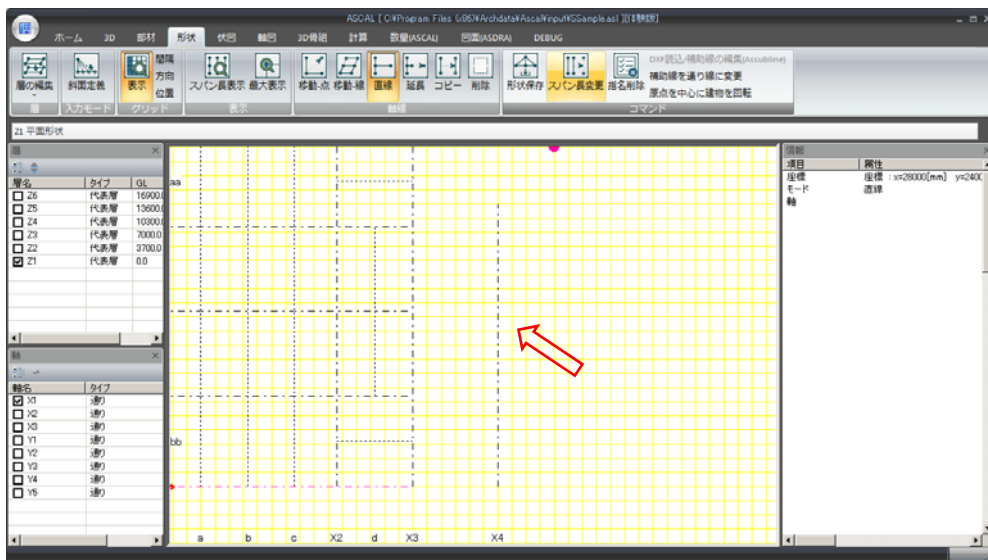 ASCAL [ C:¥Program Files (x86)¥Archdata¥Ascal¥input¥SSample.asl ][体験版]
ホーム 3D 部材 形状 伏図 軸図 3D骨組 計算 数量(ASCAL) 図面(ASDRA) DEBUG
層の編集 斜面定義 表示 間隔 方向 位置 スパン長表示 最大表示 移動-点 移動-線 直線 延長 コピー 削除 形状保存 スパン長変更 指名削除 DXF読込/補助線の編集(Assubline)
補助線を通り線に変更
原点を中心に建物を回転
層 入力モード グリッド 表示 軸線 コマンド
Z1 平面形状
層
層名 タイプ GL
Z6 代表層 16900.0
Z5 代表層 13600.0
Z4 代表層 10300.0
Z3 代表層 7000.0
Z2 代表層 3700.0
Z1 代表層 0.0
軸
軸名 タイプ
X1 通り
X2 通り
X3 通り
Y1 通り
Y2 通り
Y3 通り
Y4 通り
Y5 通り
aa
bb
a b c X2 d X3 X4
情報
項目 属性
座標 座標 : x=28000[mm] y=2400
モード 直線
軸